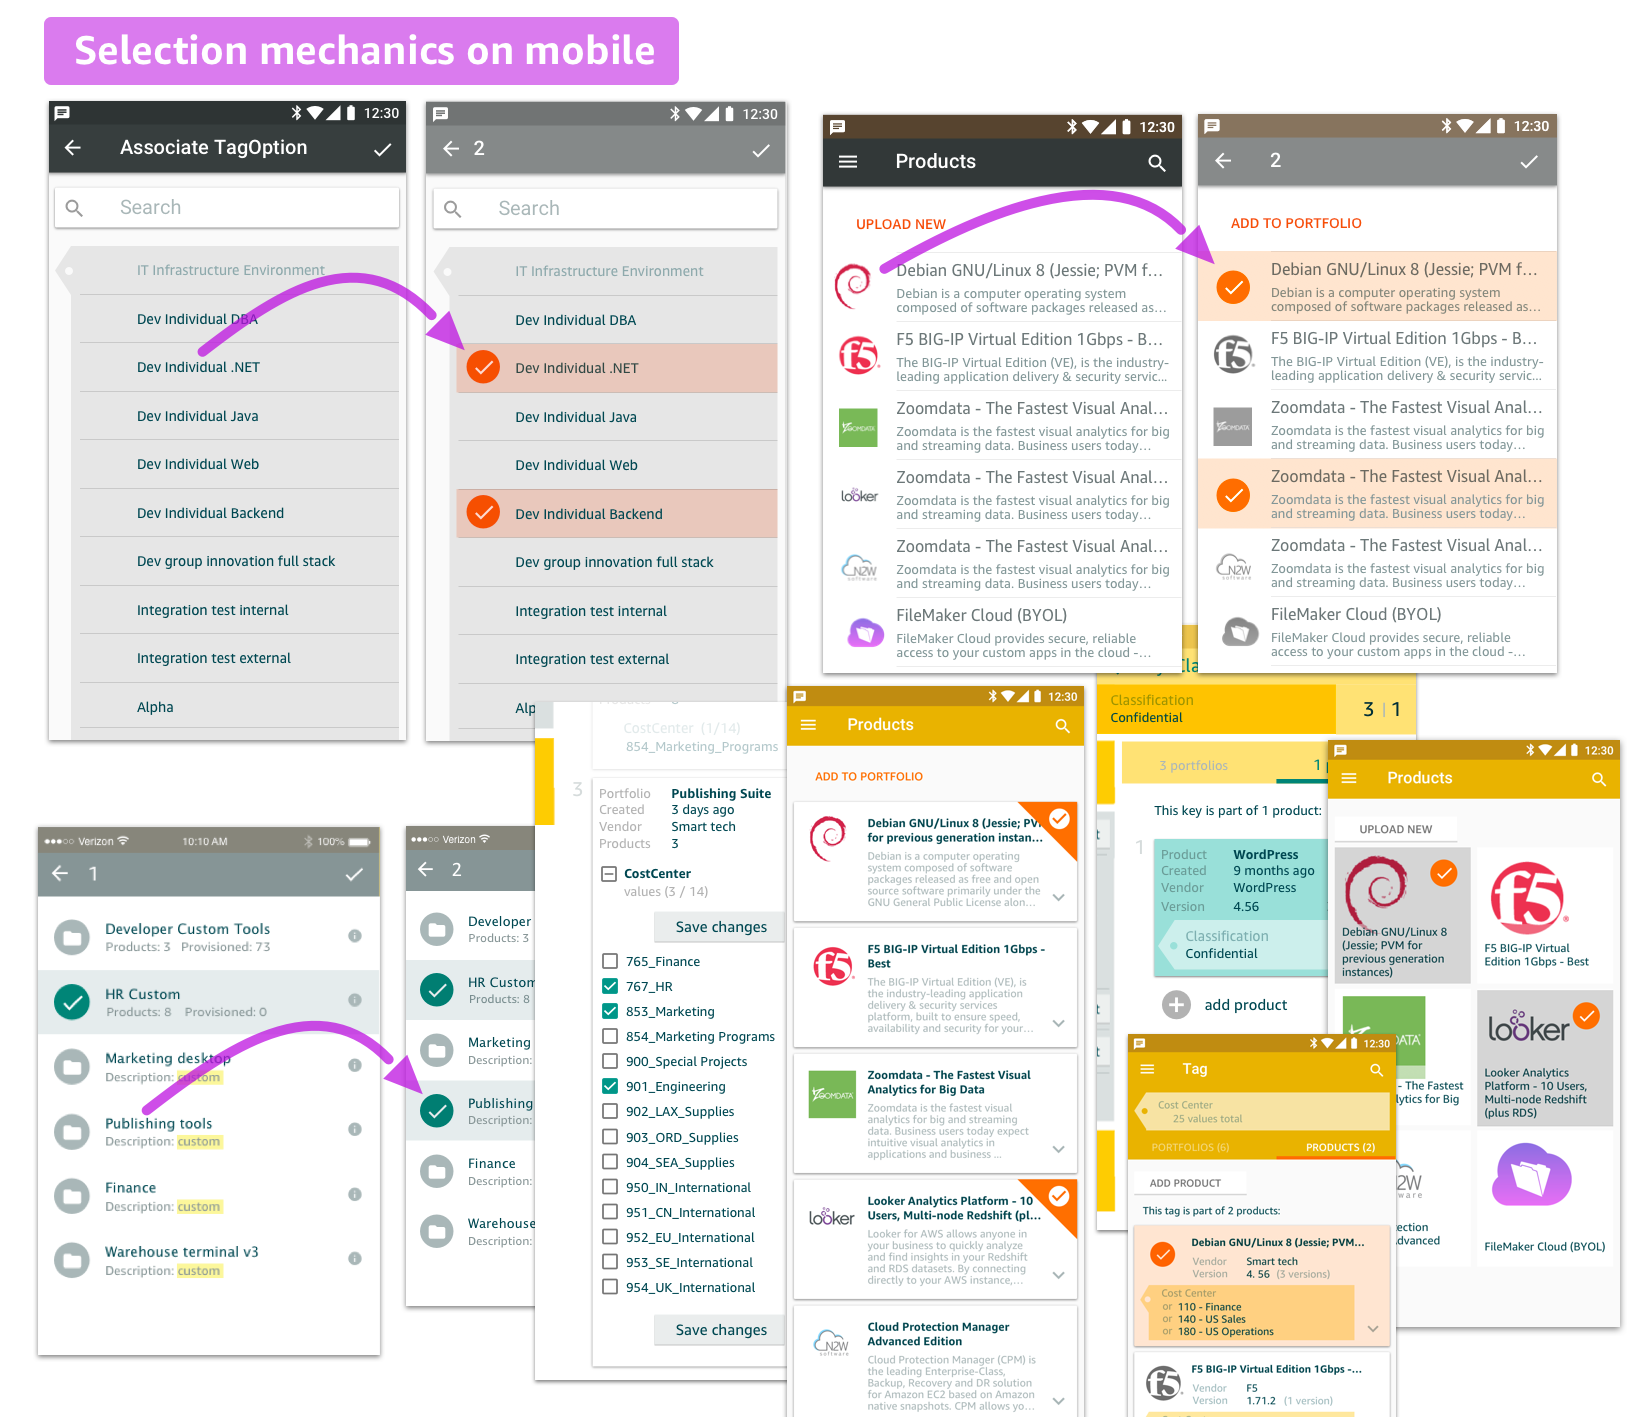 Selection mechanics on mobile
12:30
Associate TagOption
Search
IT Infrastructure Environment
Dev Individual DBA
Dev Individual .NET
Dev Individual Java
Dev Individual Web
Dev Individual Backend
Dev group innovation full stack
Integration test internal
Integration test external
Alpha
12:30
2
Search
IT Infrastructure Environment
Dev Individual DBA
Dev Individual .NET
Dev Individual Java
Dev Individual Web
Dev Individual Backend
Dev group innovation full stack
Integration test internal
Integration test external
Alp
12:30
Products
UPLOAD NEW
Debian GNU/Linux 8 (Jessie; PVM f...
Debian is a computer operating system
composed of software packages released as...
F5 BIG-IP Virtual Edition 1Gbps - B...
The BIG-IP Virtual Edition (VE), is the industry-
leading application delivery & security servic...
Zoomdata - The Fastest Visual Anal...
Zoomdata is the fastest visual analytics for big
and streaming data. Business users today...
Zoomdata - The Fastest Visual Anal...
Zoomdata is the fastest visual analytics for big
and streaming data. Business users today...
Zoomdata - The Fastest Visual Anal...
Zoomdata is the fastest visual analytics for big
and streaming data. Business users today...
FileMaker Cloud (BYOL)
FileMaker Cloud provides secure, reliable
access to your custom apps in the cloud -...
f5
ZOOMDATA
looker
N2W
software
12:30
2
ADD TO PORTFOLIO
Debian GNU/Linux 8 (Jessie; PVM f...
Debian is a computer operating system
composed of software packages released as...
F5 BIG-IP Virtual Edition 1Gbps - B...
The BIG-IP Virtual Edition (VE), is the industry-
leading application delivery & security servic...
Zoomdata - The Fastest Visual Anal...
Zoomdata is the fastest visual analytics for big
and streaming data. Business users today...
Zoomdata - The Fastest Visual Anal...
Zoomdata is the fastest visual analytics for big
and streaming data. Business users today...
Zoomdata - The Fastest Visual Anal...
Zoomdata is the fastest visual analytics for big
and streaming data. Business users today...
FileMaker Cloud (BYOL)
FileMaker Cloud provides secure, reliable
access to your custom apps in the cloud -...
f5
ZOOMDATA
N2W
software
Verizon
10:10 AM
100%
1
Developer Custom Tools
Products: 3 Provisioned: 73
HR Custom
Products: 8 Provisioned: 0
Marketing desktop
Description: custom
Publishing tools
Description: custom
Finance
Description: custom
Warehouse terminal v3
Description: custom
Verizon
2
Developer
Products: 3
HR Custom
Products: 8
Marketing
Description:
Publishing
Description:
Finance
Description:
Warehouse
Description:
CostCenter (1/14)
854_Marketing_Programs
3
Portfolio Publishing Suite
Created 3 days ago
Vendor Smart tech
Products 3
CostCenter
values (3 / 14)
Save changes
765_Finance
767_HR
853_Marketing
854_Marketing Programs
900_Special Projects
901_Engineering
902_LAX_Supplies
903_ORD_Supplies
904_SEA_Supplies
950_IN_International
951_CN_International
952_EU_International
953_SE_International
954_UK_International
Save changes
12:30
Products
ADD TO PORTFOLIO
Debian GNU/Linux 8 (Jessie; PVM
for previous generation instan...
Debian is a computer operating
system composed of software
packages released as free and open
source software primarily under the
GNU General Public License alon...
f5
F5 BIG-IP Virtual Edition 1Gbps -
Best
The BIG-IP Virtual Edition (VE), is
the industry-leading application
delivery & security services
platform, built to ensure speed,
availability and security for your...
ZOOMDATA
Zoomdata - The Fastest Visual
Analytics for Big Data
Zoomdata is the fastest visual
analytics for big and streaming
data. Business users today expect
intuitive visual analytics in
applications and business ...
looker
Looker Analytics Platform - 10
Users, Multi-node Redshift (pl...
Looker for AWS allows anyone in
your business to quickly analyze
and find insights in your Redshift
and RDS datasets. By connecting
directly to your AWS instance,...
N2W
software
Cloud Protection Manager
Advanced Edition
Cloud Protection Manager (CPM) is
the leading Enterprise-Class,
Backup, Recovery and DR solution
for Amazon EC2 based on Amazon
native snapshots. CPM allows yo...
Cla
Classification
Confidential
3 | 1
3 portfolios
1
This key is part of 1 product:
1
Product WordPress
Created 9 months ago
Vendor WordPress
Version 4.56
Classification
Confidential
add product
12:30
Products
UPLOAD NEW
Debian GNU/Linux 8
(Jessie; PVM for
previous generation
instances)
f5
F5 BIG-IP Virtual
Edition 1Gbps - Best
DATA
- The Fastest
lytics for Big
looker
Looker Analytics
Platform - 10 Users,
Multi-node Redshift
(plus RDS)
2W
ware
ection
dvanced
FileMaker Cloud (BYOL)
12:30
Tag
Cost Center
25 values total
PORTFOLIOS (6)
PRODUCTS (2)
ADD PRODUCT
This tag is part of 2 products:
Debian GNU/Linux 8 (Jessie; PVM...
Vendor Smart tech
Version 4. 56 (3 versions)
Cost Center
or 110 - Finance
or 140 - US Sales
or 180 - US Operations
f5
F5 BIG-IP Virtual Edition 1Gbps -...
Vendor F5
Version 1.71.2 (1 version)